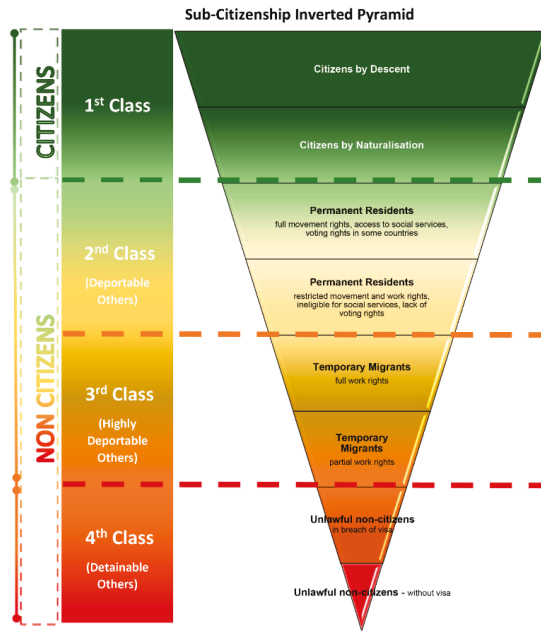 Sub-Citizenship Inverted Pyramid
CITIZENS
NON CITIZENS
1st Class
2nd Class
(Deportable
Others)
3rd Class
(Highly
Deportable
Others)
4th Class
(Detainable
Others)
Citizens by Descent
Citizens by Naturalisation
Permanent Residents
full movement rights, access to social services,
voting rights in some countries
Permanent Residents
restricted movement and work rights,
ineligible for social services, lack of
voting rights
Temporary Migrants
full work rights
Temporary
Migrants
partial work rights
Unlawful non-citizens
in breach of visa
Unlawful non-citizens - without visa